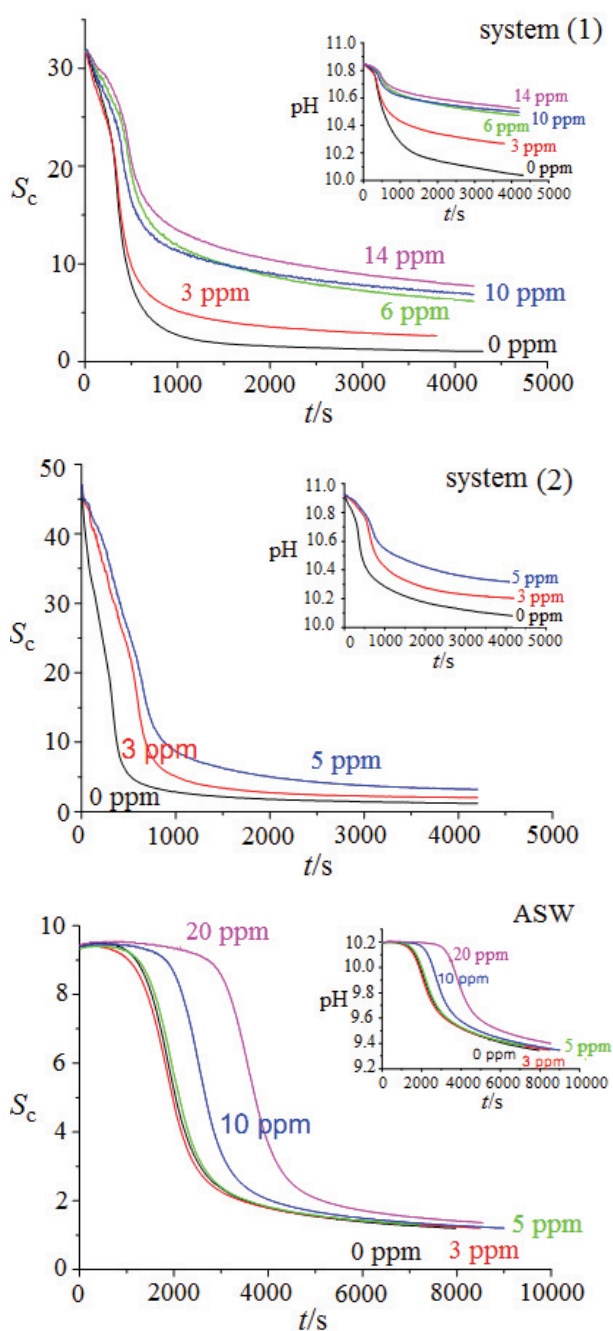 system (1)
30
20
10
0
S_c
0 1000 2000 3000 4000 5000
t/s
14 ppm
10 ppm
6 ppm
3 ppm
0 ppm
11.0
10.8
10.6
10.4
10.2
10.0
pH
14 ppm
10 ppm
6 ppm
3 ppm
0 ppm
0 1000 2000 3000 4000 5000
t/s
system (2)
50
40
30
20
10
0
S_c
3 ppm
5 ppm
0 ppm
0 1000 2000 3000 4000 5000
t/s
11.0
10.8
10.6
10.4
10.2
10.0
pH
5 ppm
3 ppm
0 ppm
0 1000 2000 3000 4000 5000
t/s
ASW
10
8
6
4
2
0
S_c
20 ppm
10 ppm
5 ppm
0 ppm 3 ppm
0 2000 4000 6000 8000 10000
t/s
10.2
10.0
9.8
9.6
9.4
9.2
pH
20 ppm
10 ppm
5 ppm
0 ppm
3 ppm
0 2000 4000 6000 8000 10000
t/s